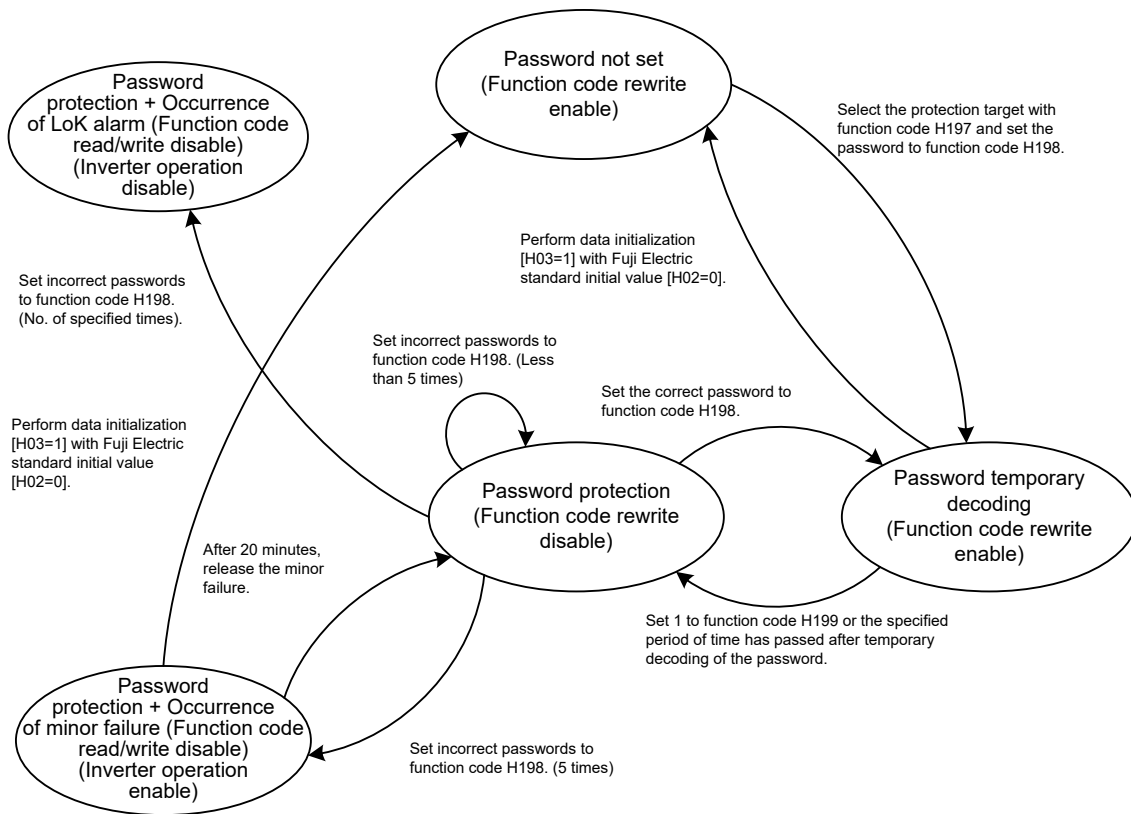 Password not set
(Function code rewrite
enable)
Password
protection + Occurrence
of LoK alarm (Function code
read/write disable)
(Inverter operation
disable)
Select the protection target with
function code H197 and set the
password to function code H198.
Perform data initialization
[H03=1] with Fuji Electric
standard initial value [H02=0].
Set incorrect passwords
to function code H198.
(No. of specified times).
Set incorrect passwords to
function code H198. (Less
than 5 times)
Set the correct password to
function code H198.
Perform data initialization
[H03=1] with Fuji Electric
standard initial value
[H02=0].
Password protection
(Function code rewrite
disable)
Password temporary
decoding
(Function code rewrite
enable)
After 20 minutes,
release the minor
failure.
Set 1 to function code H199 or the specified
period of time has passed after temporary
decoding of the password.
Password
protection + Occurrence
of minor failure (Function code
read/write disable)
(Inverter operation
enable)
Set incorrect passwords to
function code H198. (5 times)